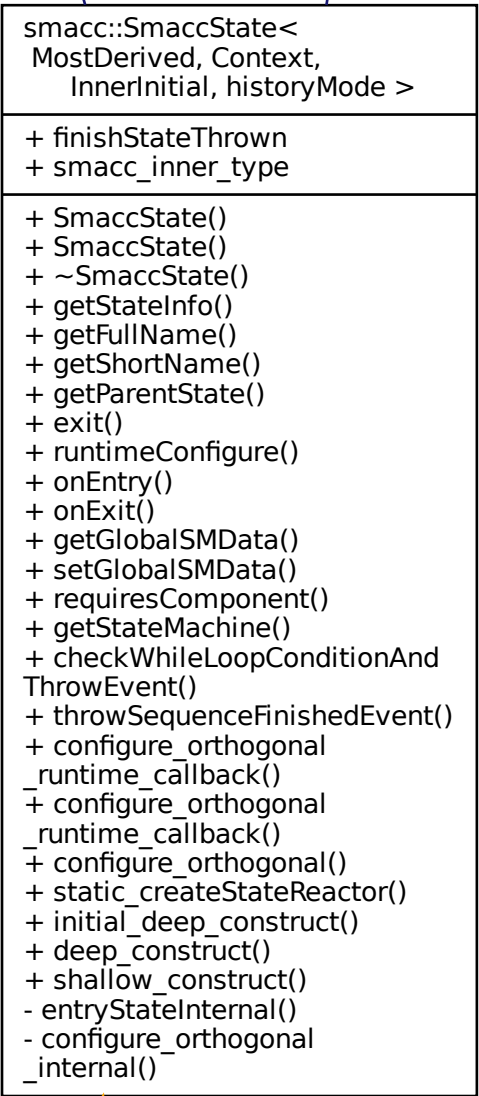 smacc::SmaccState<
MostDerived, Context,
InnerInitial, historyMode >
+ finishStateThrown
+ smacc_inner_type
+ SmaccState()
+ SmaccState()
+ ~SmaccState()
+ getStateInfo()
+ getFullName()
+ getShortName()
+ getParentState()
+ exit()
+ runtimeConfigure()
+ onEntry()
+ onExit()
+ getGlobalSMData()
+ setGlobalSMData()
+ requiresComponent()
+ getStateMachine()
+ checkWhileLoopConditionAnd
ThrowEvent()
+ throwSequenceFinishedEvent()
+ configure_orthogonal
_runtime_callback()
+ configure_orthogonal
_runtime_callback()
+ configure_orthogonal()
+ static_createStateReactor()
+ initial_deep_construct()
+ deep_construct()
+ shallow_construct()
- entryStateInternal()
- configure_orthogonal
_internal()